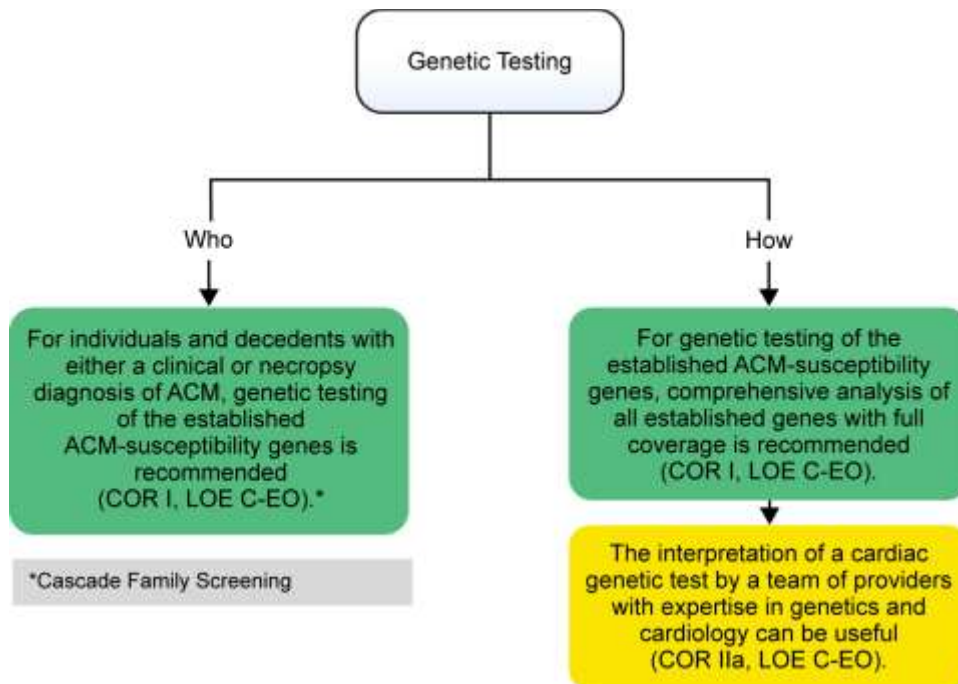 Genetic Testing
Who
How
For individuals and decedents with
either a clinical or necropsy
diagnosis of ACM, genetic testing
of the established
ACM-susceptibility genes is
recommended
(COR I, LOE C-EO).*
*Cascade Family Screening
For genetic testing of the
established ACM-susceptibility
genes, comprehensive analysis of
all established genes with full
coverage is recommended
(COR I, LOE C-EO).
The interpretation of a cardiac
genetic test by a team of providers
with expertise in genetics and
cardiology can be useful
(COR IIa, LOE C-EO).